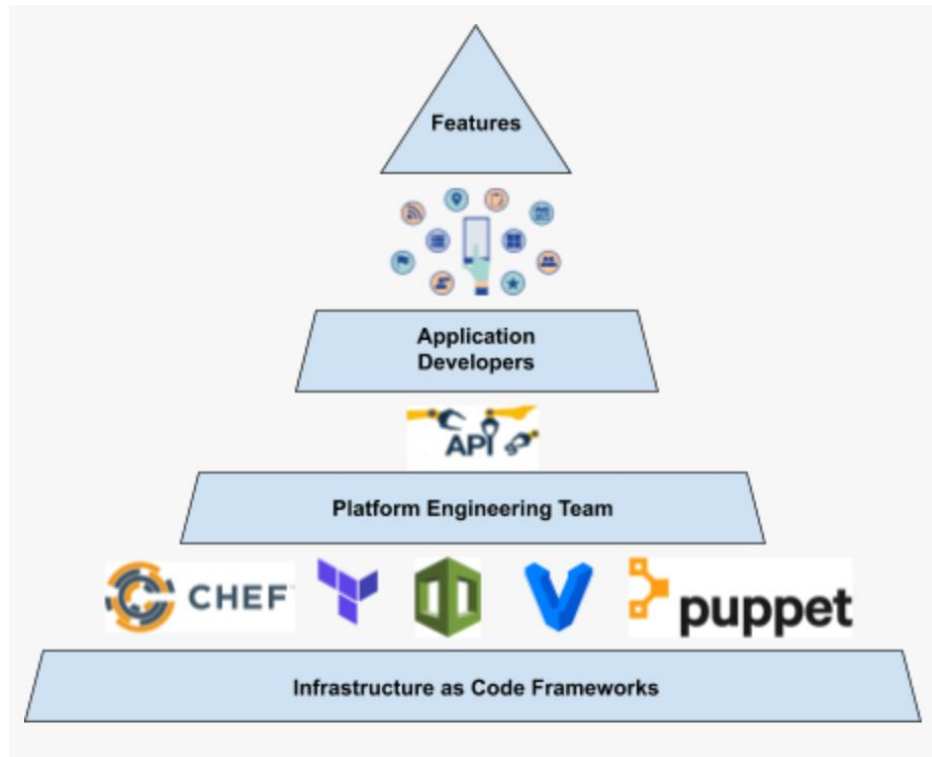 Features
Application
Developers
API
Platform Engineering Team
CHEF
puppet
Infrastructure as Code Frameworks